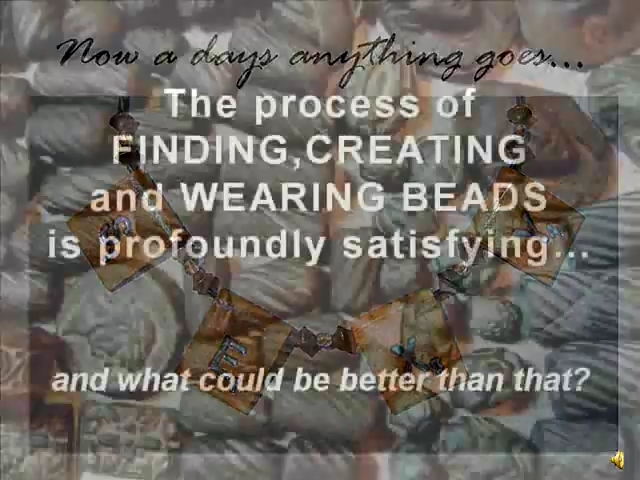 Now a days anything goes...
The process of
FINDING,CREATING
and WEARING BEADS
is profoundly satisfying...
E
and what could be better than that?